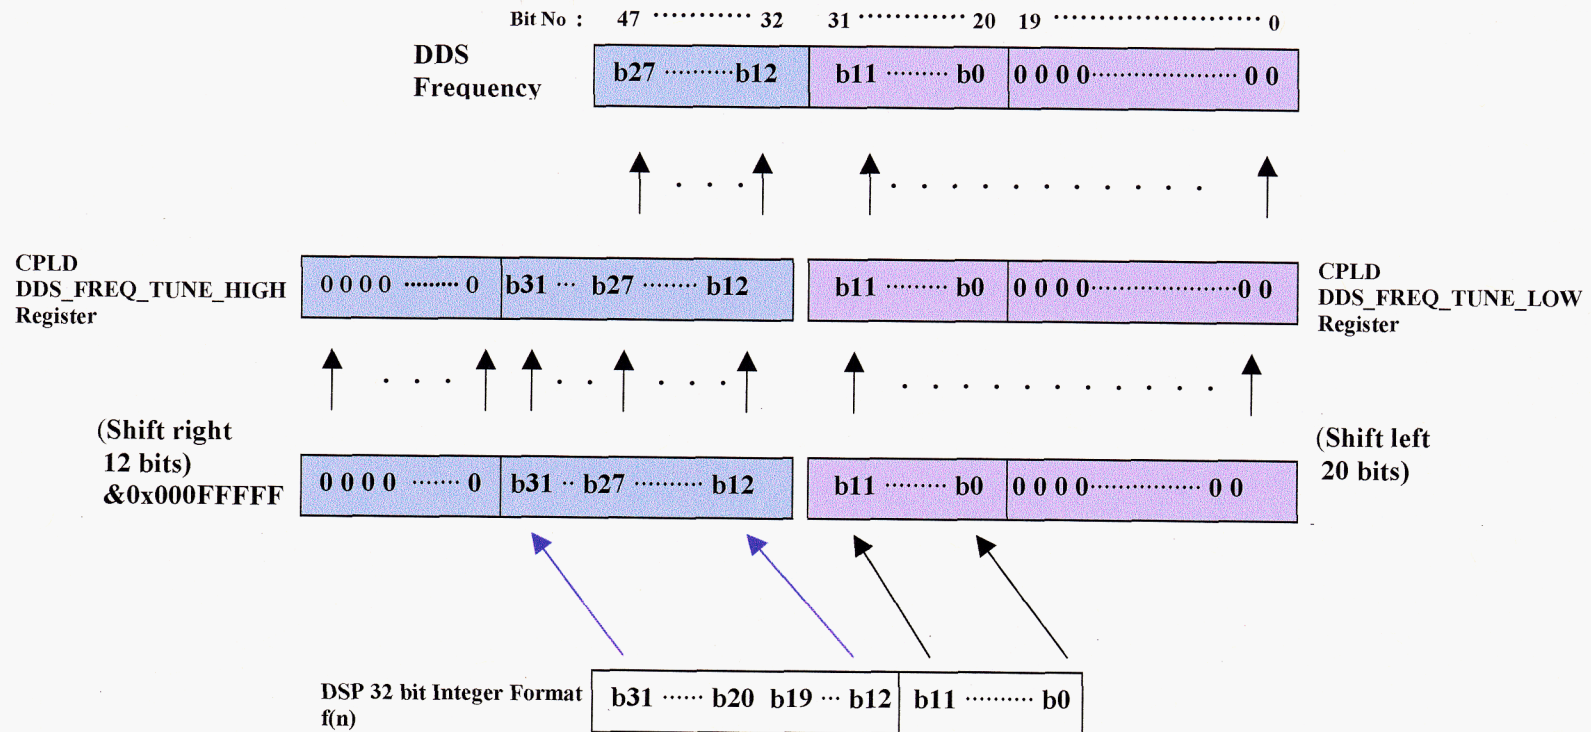 Bit No : 47 ··········· 32 31 ············ 20 19 ······················· 0
DDS
Frequency
b27 ··········b12 b11 ········· b0 0 0 0 0······················ 0 0
CPLD
DDS_FREQ_TUNE_HIGH
Register
0 0 0 0 ········· 0 b31 ··· b27 ········ b12 b11 ········· b0 0 0 0 0······················0 0
CPLD
DDS_FREQ_TUNE_LOW
Register
(Shift right
12 bits)
&0x000FFFFF
0 0 0 0 ······· 0 b31 ·· b27 ·········· b12 b11 ········· b0 0 0 0 0················ 0 0
(Shift left
20 bits)
DSP 32 bit Integer Format
f(n)
b31 ······ b20 b19 ··· b12 b11 ·········· b0